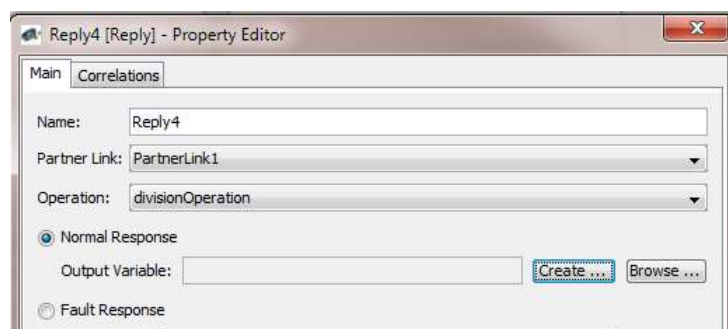 Reply4 [Reply] - Property Editor
Main Correlations
Name: Reply4
Partner Link: PartnerLink1
Operation: divisionOperation
Normal Response
Output Variable: Create ... Browse ...
Fault Response